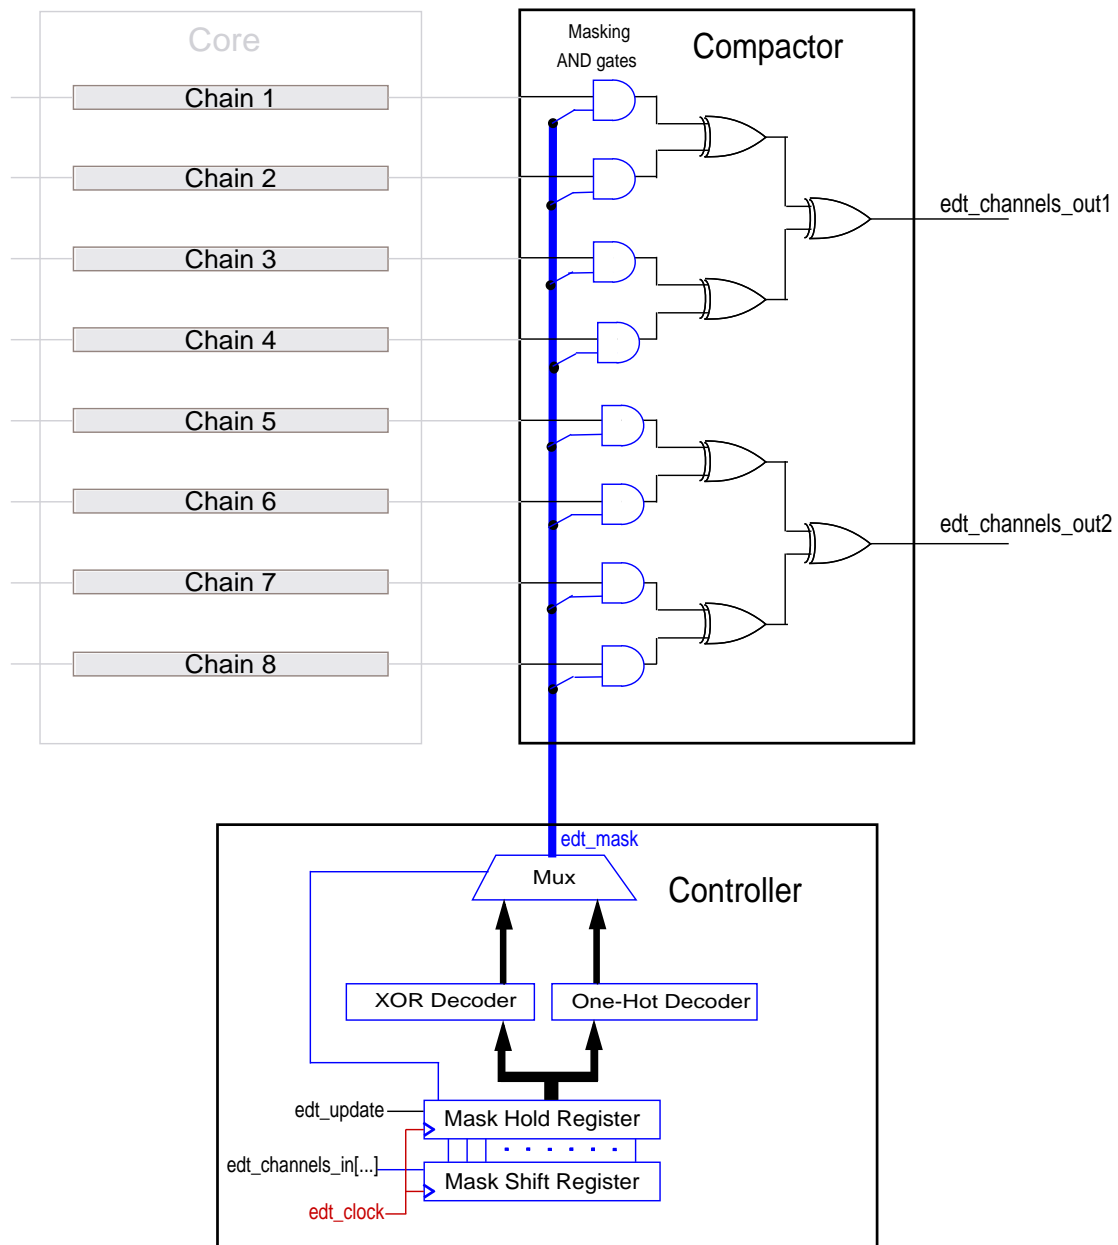 Core
Masking
AND gates
Compactor
Chain 1
Chain 2
Chain 3
Chain 4
Chain 5
Chain 6
Chain 7
Chain 8
edt_channels_out1
edt_channels_out2
edt_mask
Mux
Controller
XOR Decoder
One-Hot Decoder
edt_update
Mask Hold Register
edt_channels_in[...]
Mask Shift Register
edt_clock